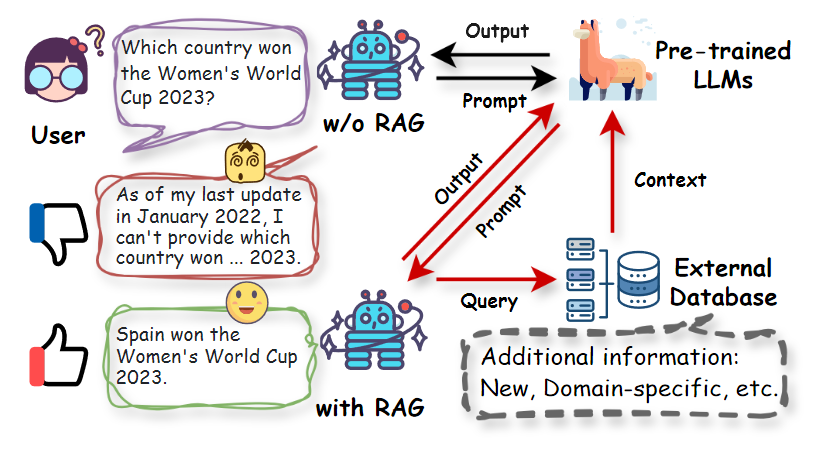 Which country won
the Women's World
Cup 2023?
User
w/o RAG
Output
Prompt
Pre-trained
LLMs
As of my last update
in January 2022, I
can't provide which
country won ... 2023.
Output
Prompt
Context
Query
External
Database
Spain won the
Women's World Cup
2023.
with RAG
Additional information:
New, Domain-specific, etc.